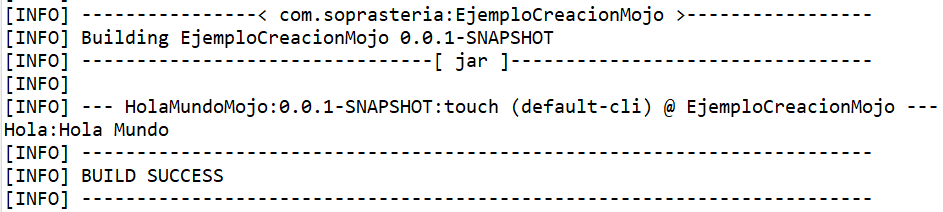 [INFO] ----------------< com.soprasteria:EjemploCreacionMojo >-----------------
[INFO] Building EjemploCreacionMojo 0.0.1-SNAPSHOT
[INFO] --------------------------------[ jar ]---------------------------------
[INFO]
[INFO] --- HolaMundoMojo:0.0.1-SNAPSHOT:touch (default-cli) @ EjemploCreacionMojo ---
Hola:Hola Mundo
[INFO] ------------------------------------------------------------------------
[INFO] BUILD SUCCESS
[INFO] ------------------------------------------------------------------------